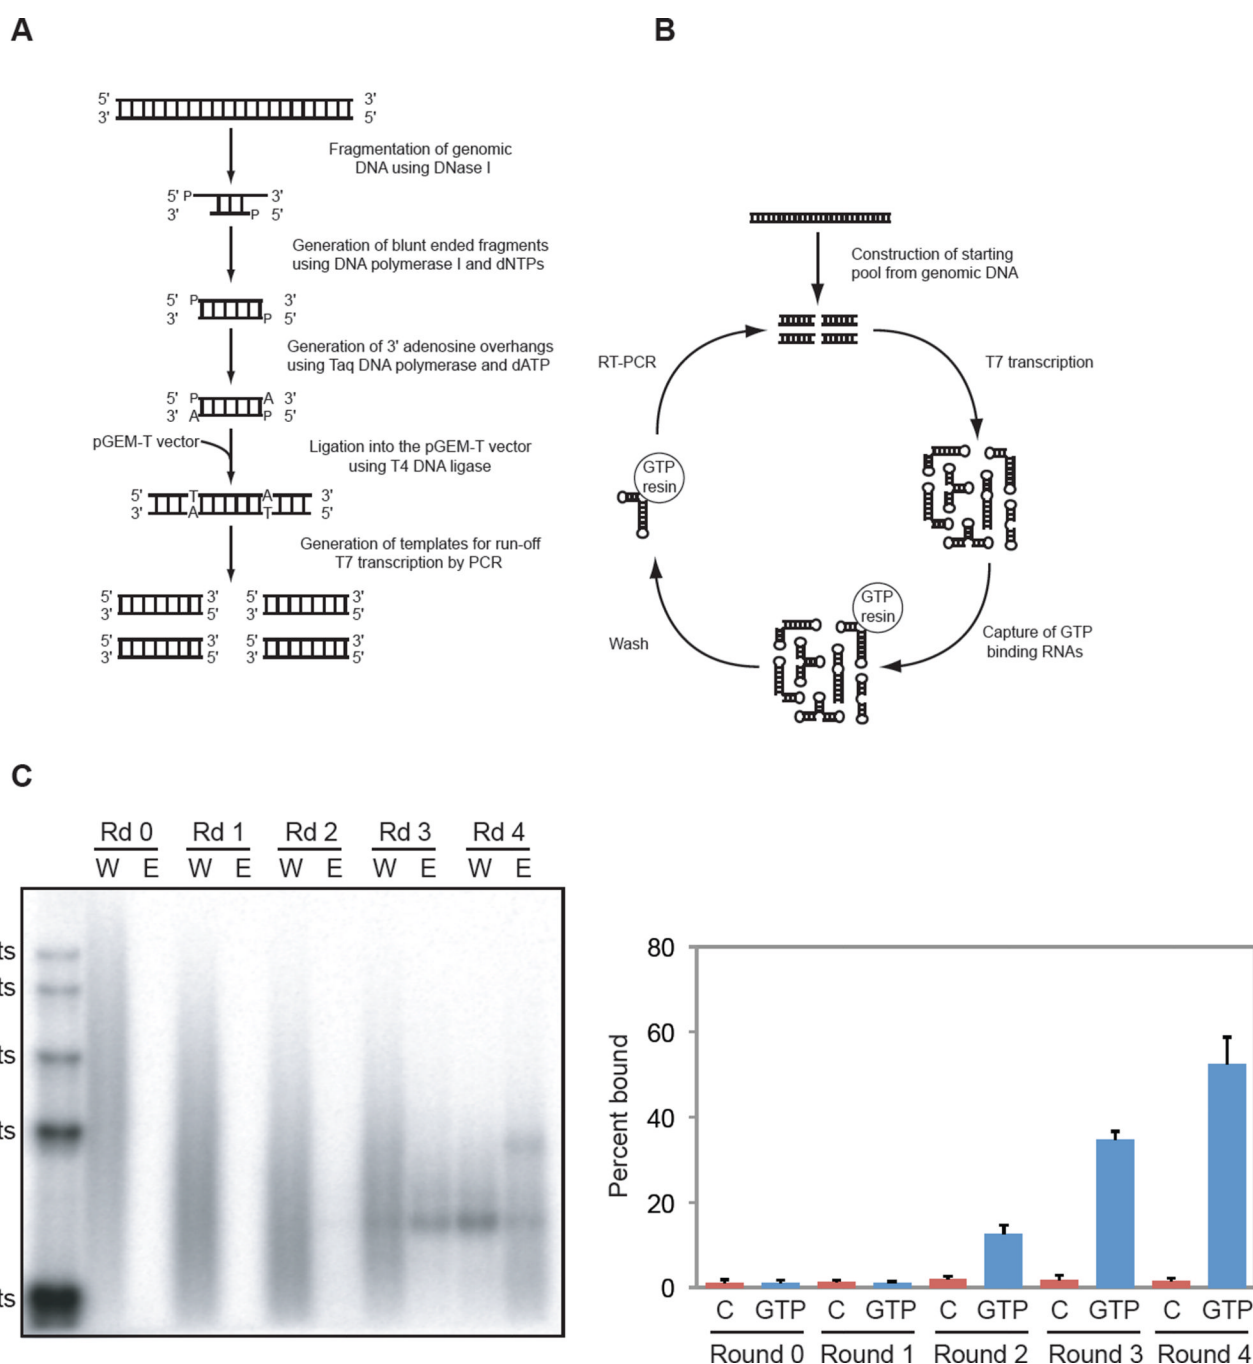 A
5' 3'
3' 5'
Fragmentation of genomic
DNA using DNase I
5' P 3'
3' P 5'
Generation of blunt ended fragments
using DNA polymerase I and dNTPs
5' P 3'
3' P 5'
Generation of 3' adenosine overhangs
using Taq DNA polymerase and dATP
5' P A 3'
3' A P 5'
pGEM-T vector
Ligation into the pGEM-T vector
using T4 DNA ligase
5' T A 3'
3' A T 5'
Generation of templates for run-off
T7 transcription by PCR
5' 3' 5' 3'
3' 5' 3' 5'
5' 3' 5' 3'
3' 5' 3' 5'
B
Construction of starting
pool from genomic DNA
RT-PCR
T7 transcription
GTP
resin
GTP
resin
Capture of GTP
binding RNAs
Wash
C
Rd 0 Rd 1 Rd 2 Rd 3 Rd 4
W E W E W E W E W E
ts
ts
ts
ts
ts
Percent bound
80
60
40
20
0
C GTP C GTP C GTP C GTP C GTP
Round 0 Round 1 Round 2 Round 3 Round 4